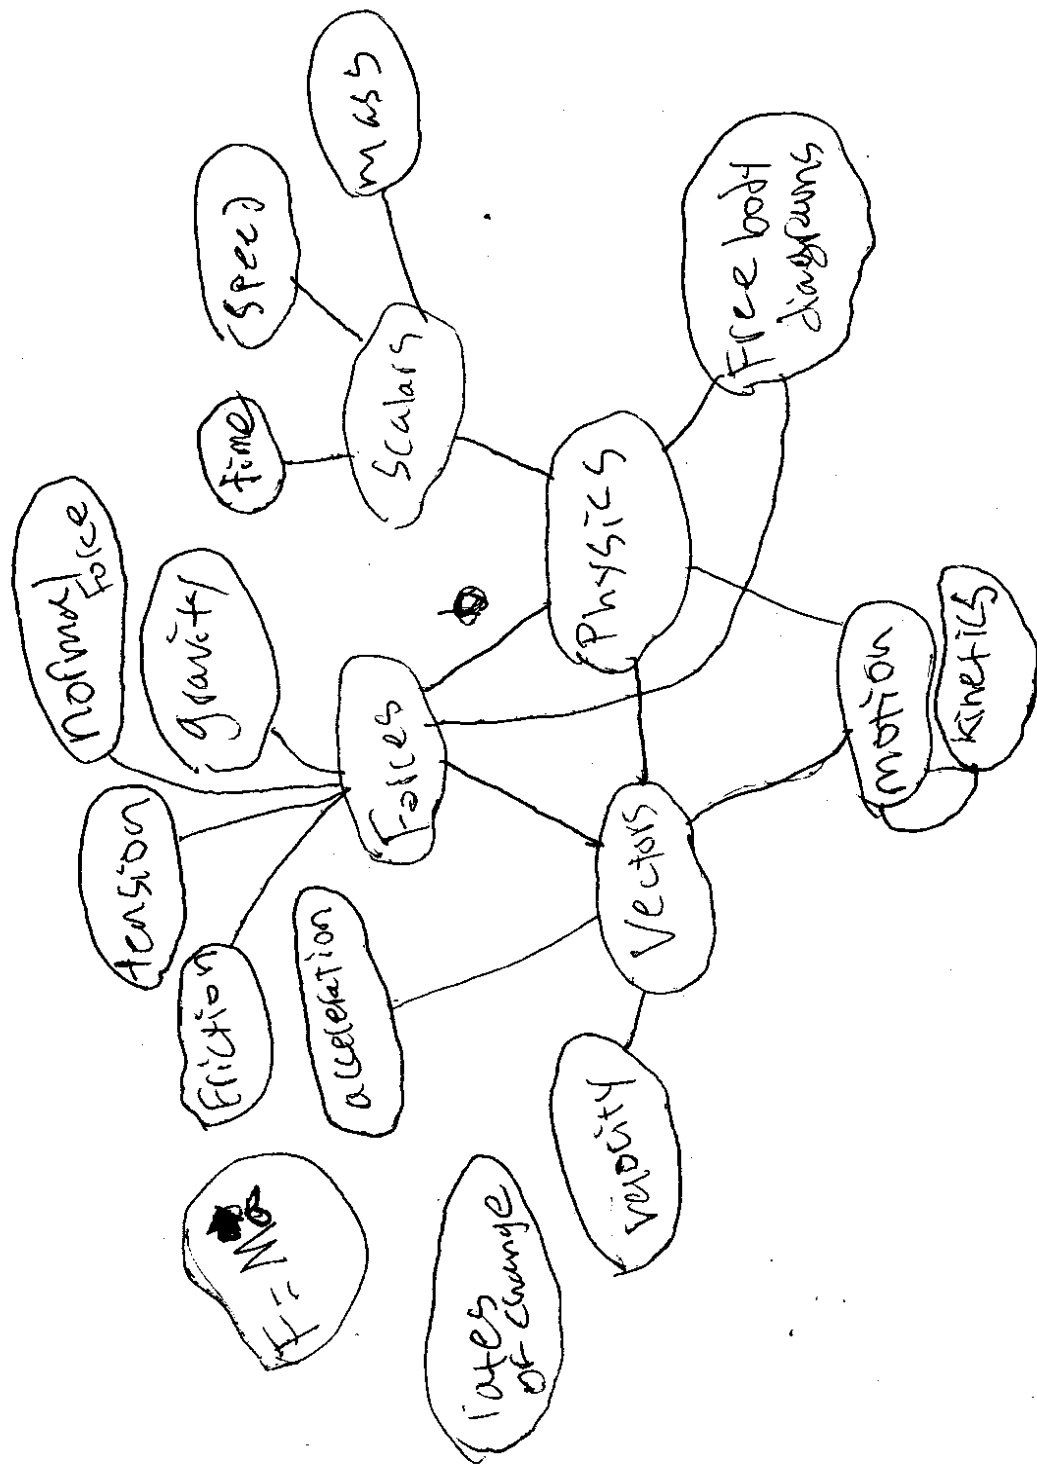 mass
speed
time
scalars
normal
force
gravity
tension
Friction
Forces
acceleration
F=Ma
Physics
Free body
diagrams
Vectors
velocity
rates
of change
motion
kinetics